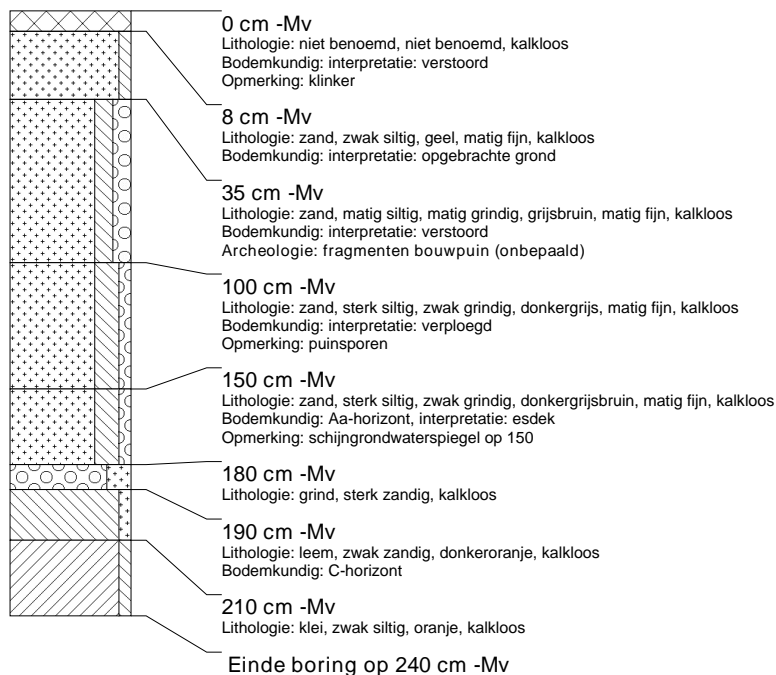 0 cm -Mv
Lithologie: niet benoemd, niet benoemd, kalkloos
Bodemkundig: interpretatie: verstoord
Opmerking: klinker
8 cm -Mv
Lithologie: zand, zwak siltig, geel, matig fijn, kalkloos
Bodemkundig: interpretatie: opgebrachte grond
35 cm -Mv
Lithologie: zand, matig siltig, matig grindig, grijsbruin, matig fijn, kalkloos
Bodemkundig: interpretatie: verstoord
Archeologie: fragmenten bouwpuin (onbepaald)
100 cm -Mv
Lithologie: zand, sterk siltig, zwak grindig, donkergrijs, matig fijn, kalkloos
Bodemkundig: interpretatie: verploegd
Opmerking: puinsporen
150 cm -Mv
Lithologie: zand, sterk siltig, zwak grindig, donkergrijsbruin, matig fijn, kalkloos
Bodemkundig: Aa-horizont, interpretatie: esdek
Opmerking: schijngrondwaterspiegel op 150
180 cm -Mv
Lithologie: grind, sterk zandig, kalkloos
190 cm -Mv
Lithologie: leem, zwak zandig, donkeroranje, kalkloos
Bodemkundig: C-horizont
210 cm -Mv
Lithologie: klei, zwak siltig, oranje, kalkloos
Einde boring op 240 cm -Mv